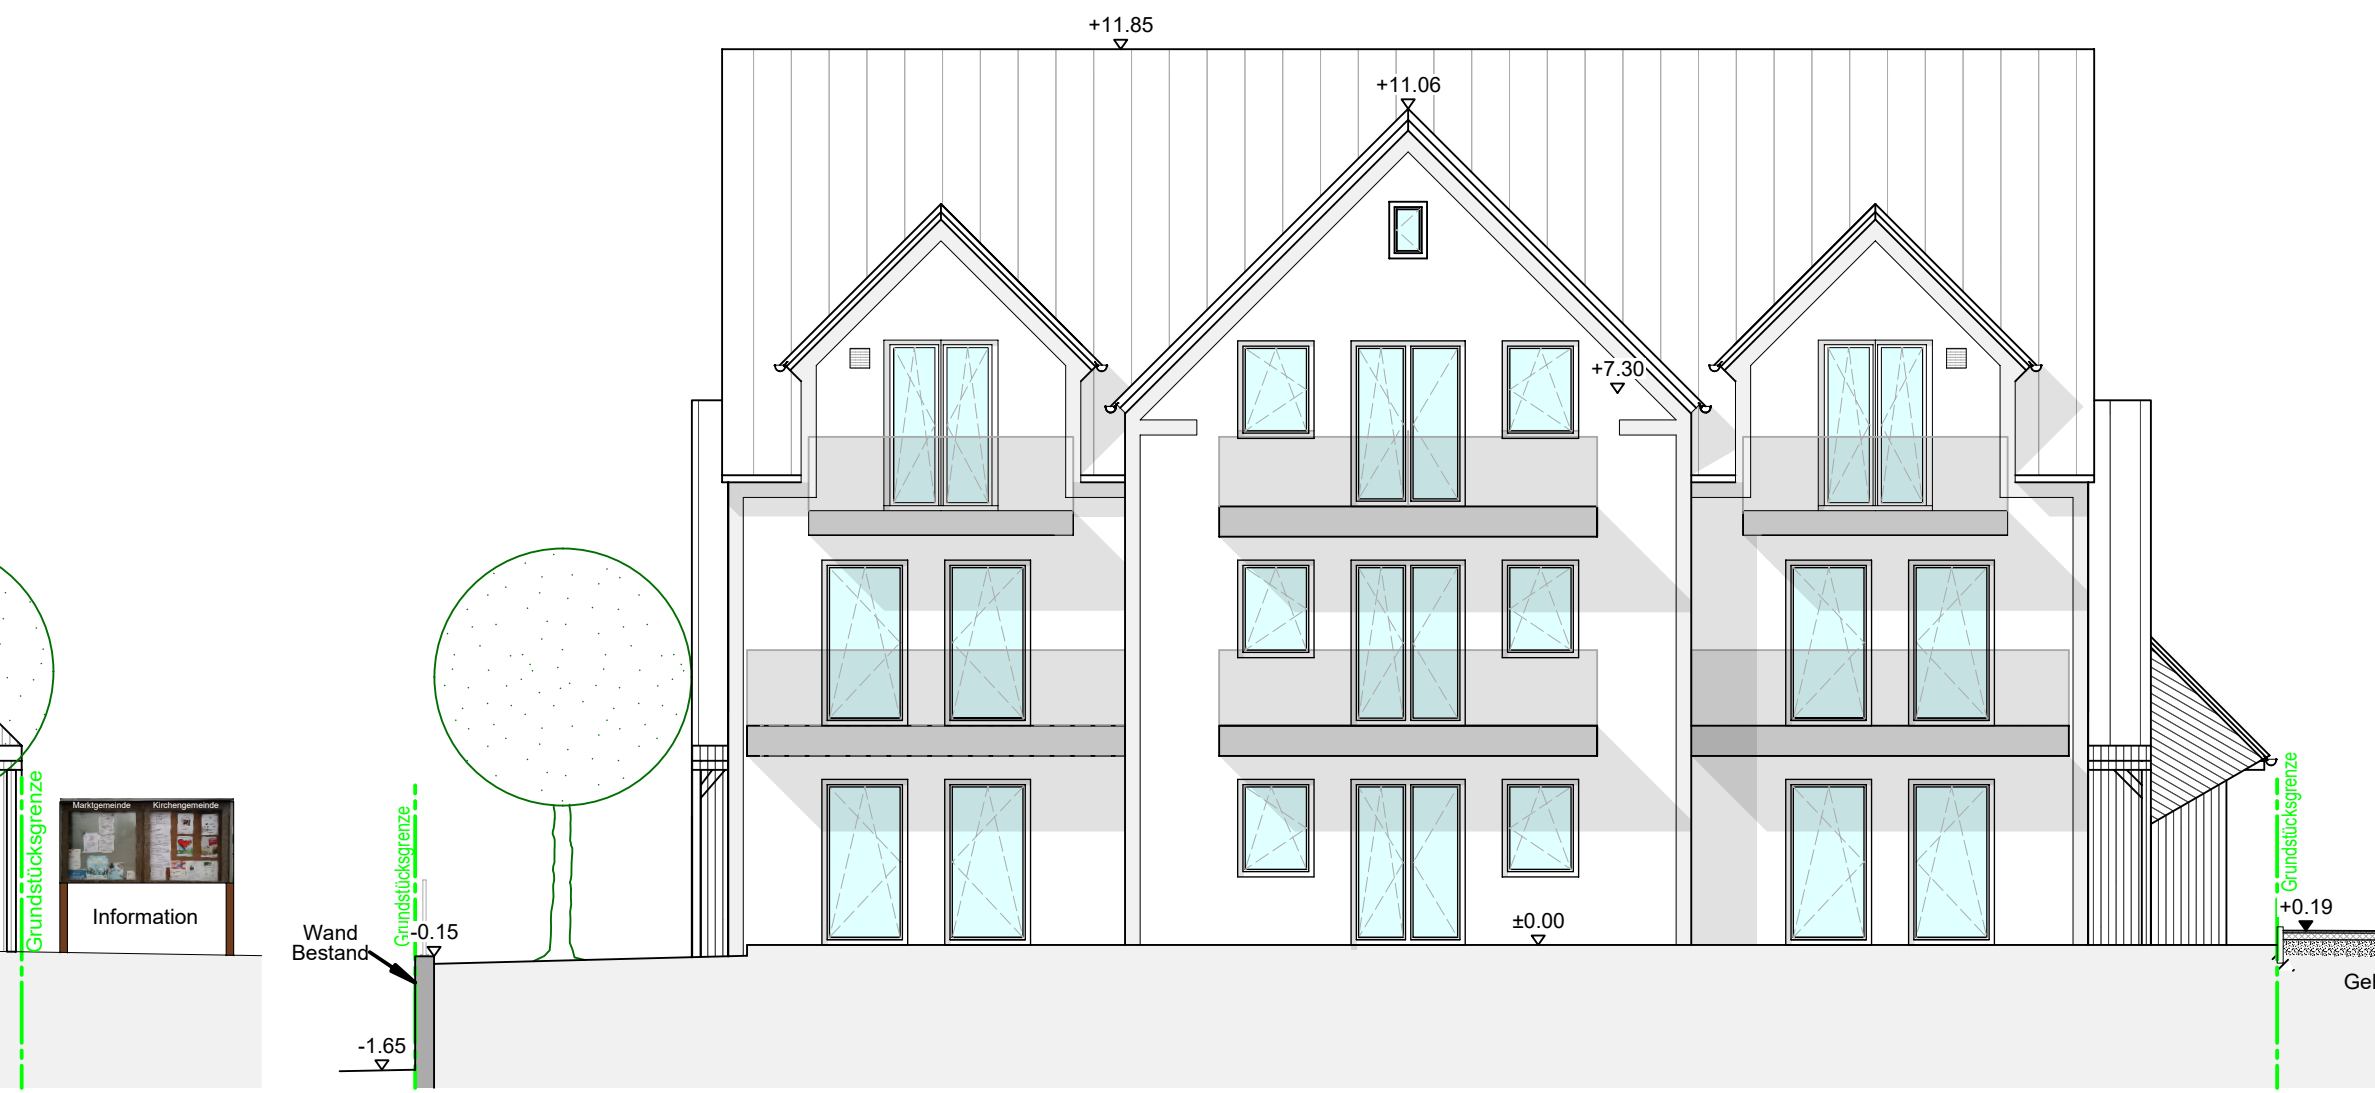 +11.85
+11.06
+7.30
Grundstücksgrenze
Marktgemeinde Kirchengemeinde
Information
Grundstücksgrenze
Wand
Bestand
-0.15
-1.65
±0.00
Grundstücksgrenze
+0.19
Gel